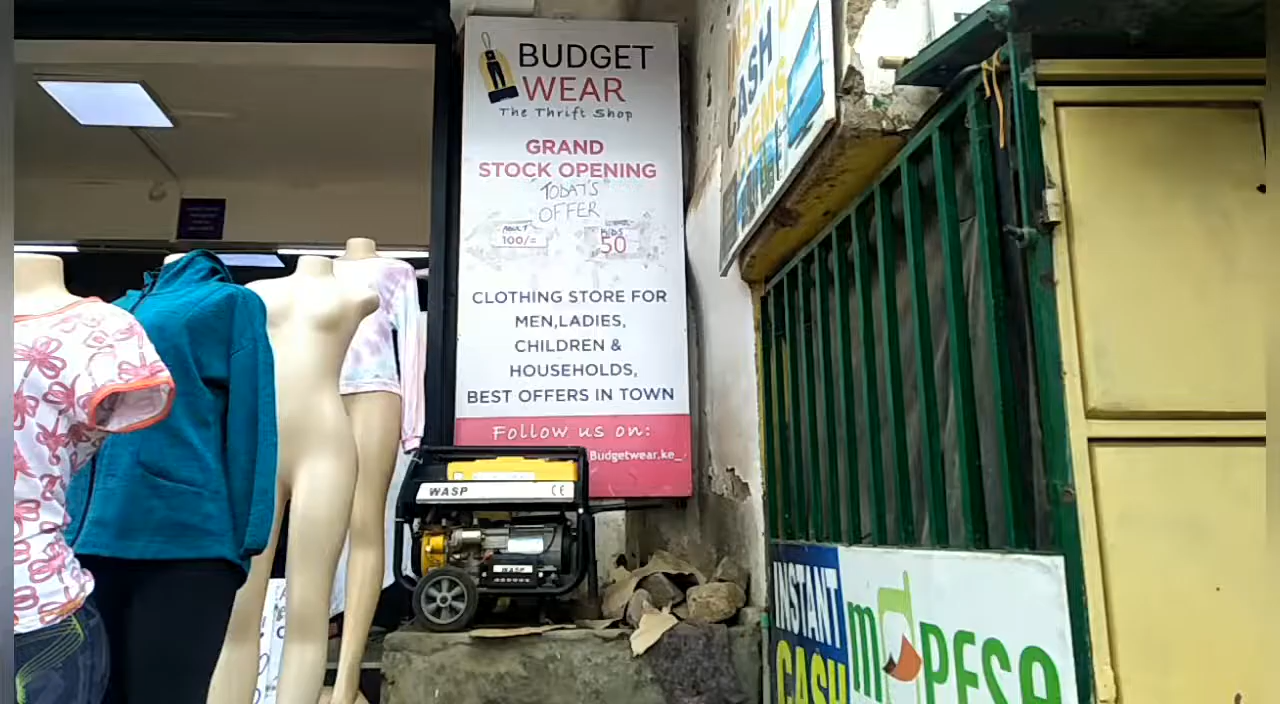 BUDGET
WEAR
The Thrift Shop
GRAND
STOCK OPENING
"TODAY'S"
OFFER
ADULT
100/=
KIDS
50
CLOTHING STORE FOR
MEN,LADIES,
CHILDREN &
HOUSEHOLDS,
BEST OFFERS IN TOWN
Follow us on:
Budgetwear.ke_
WASP
CE
WASP
CASH
INSTANT
CASH
m PESA